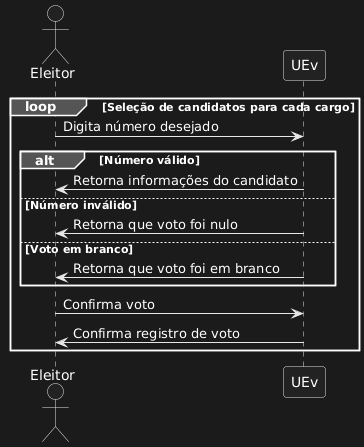 Eleitor
UEv
loop [Seleção de candidatos para cada cargo]
Digita número desejado
alt [Número válido]
Retorna informações do candidato
[Número inválido]
Retorna que voto foi nulo
[Voto em branco]
Retorna que voto foi em branco
Confirma voto
Confirma registro de voto
Eleitor
UEv